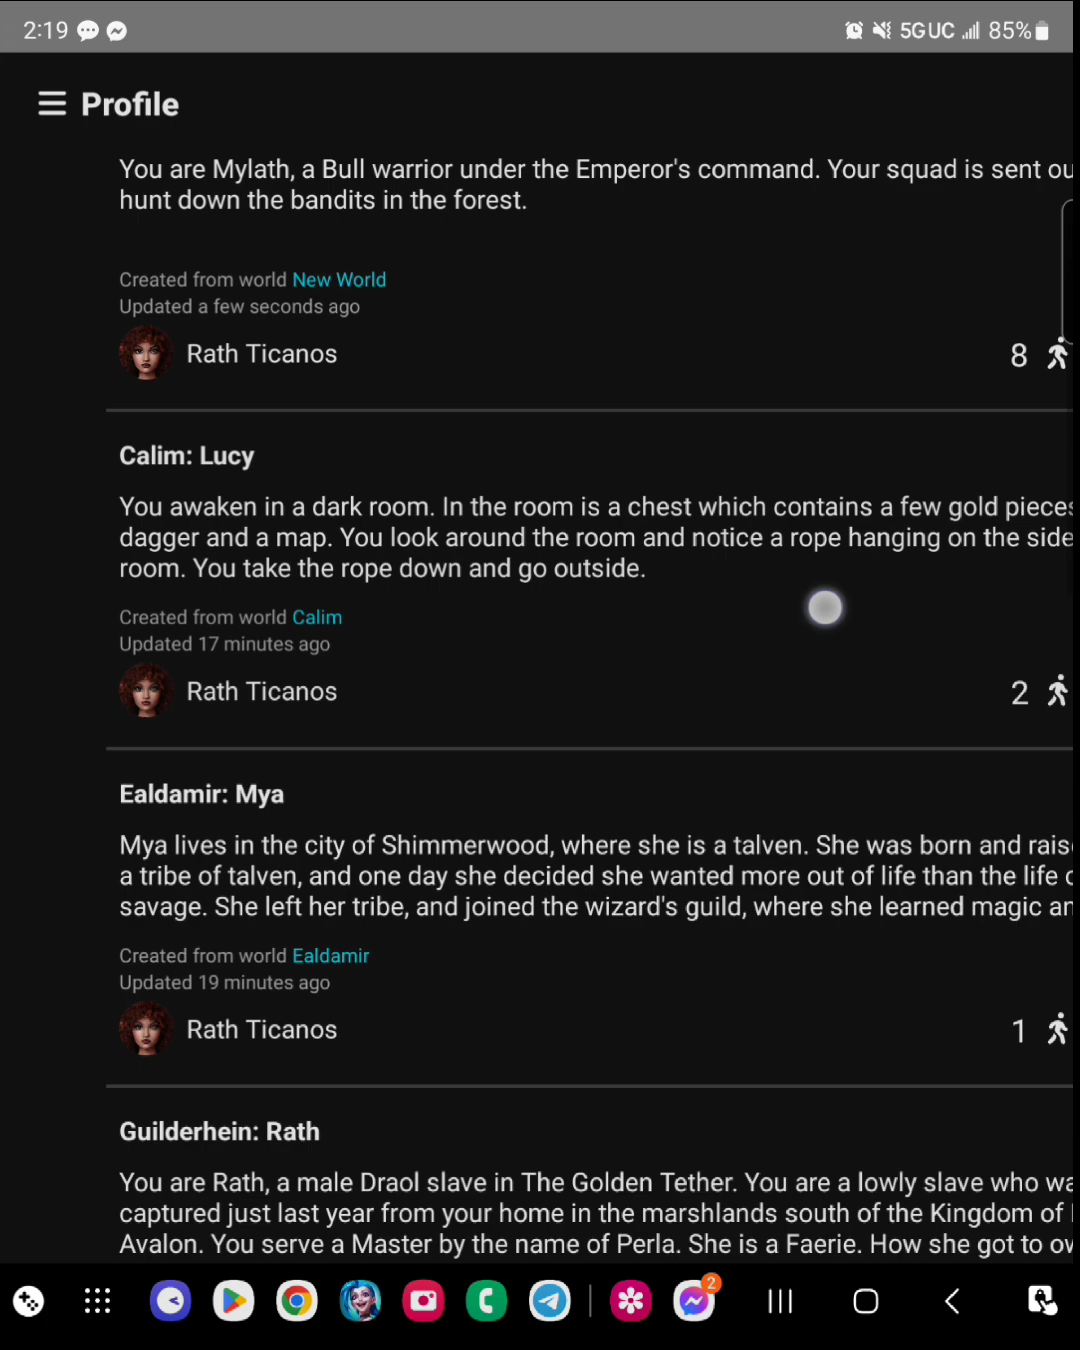 2:19
5G UC 85%
Profile
You are Mylath, a Bull warrior under the Emperor's command. Your squad is sent ou
hunt down the bandits in the forest.
Created from world New World
Updated a few seconds ago
Rath Ticanos
8
Calim: Lucy
You awaken in a dark room. In the room is a chest which contains a few gold pieces
dagger and a map. You look around the room and notice a rope hanging on the side
room. You take the rope down and go outside.
Created from world Calim
Updated 17 minutes ago
Rath Ticanos
2
Ealdamir: Mya
Mya lives in the city of Shimmerwood, where she is a talven. She was born and rais
a tribe of talven, and one day she decided she wanted more out of life than the life
savage. She left her tribe, and joined the wizard's guild, where she learned magic an
Created from world Ealdamir
Updated 19 minutes ago
Rath Ticanos
1
Guilderhein: Rath
You are Rath, a male Draol slave in The Golden Tether. You are a lowly slave who wa
captured just last year from your home in the marshlands south of the Kingdom of
Avalon. You serve a Master by the name of Perla. She is a Faerie. How she got to ov
2